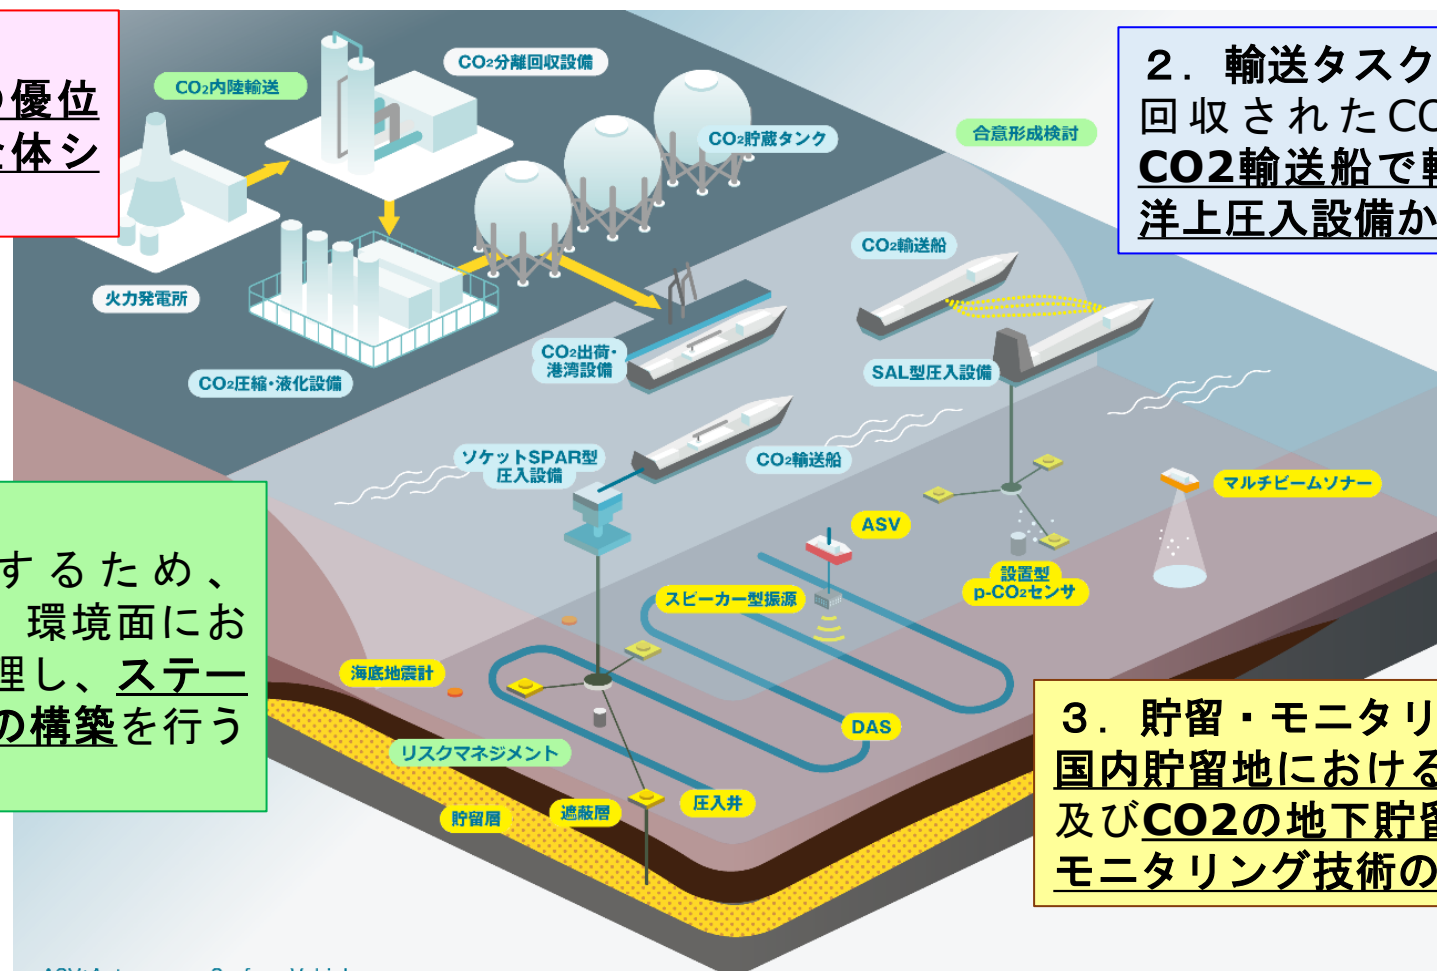 の優位
全体シ
CO2内陸輸送
CO2分離回収設備
CO2貯蔵タンク
合意形成検討
2．輸送タスク
回収されたCO
CO2輸送船で
洋上圧入設備か
火力発電所
CO2圧縮・液化設備
CO2出荷・
港湾設備
CO2輸送船
SAL型圧入設備
ソケットSPAR型
圧入設備
CO2輸送船
マルチビームソナー
ASV
設置型
p-CO2センサ
スピーカー型振源
海底地震計
DAS
リスクマネジメント
圧入井
遮蔽層
貯留層
するため、
環境面にお
理し、ステー
の構築を行う
3．貯留・モニタリ
国内貯留地における
及びCO2の地下貯留
モニタリング技術の